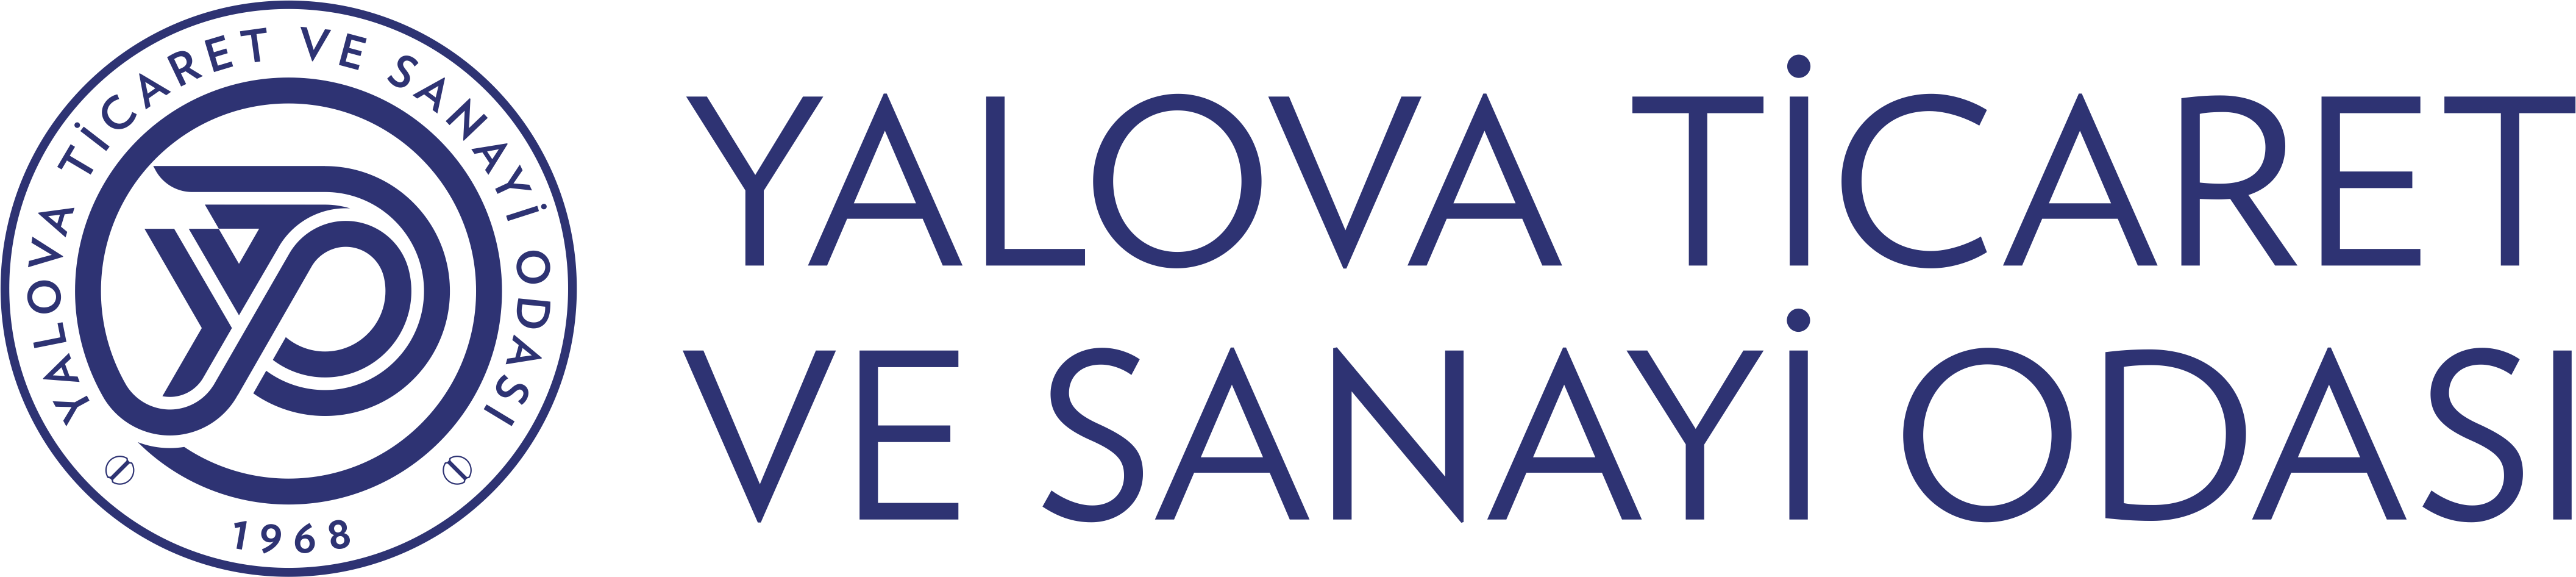 YALOVA TİCARET VE SANAYİ ODASI
1968
YALOVA TİCARET
VE SANAYİ ODASI